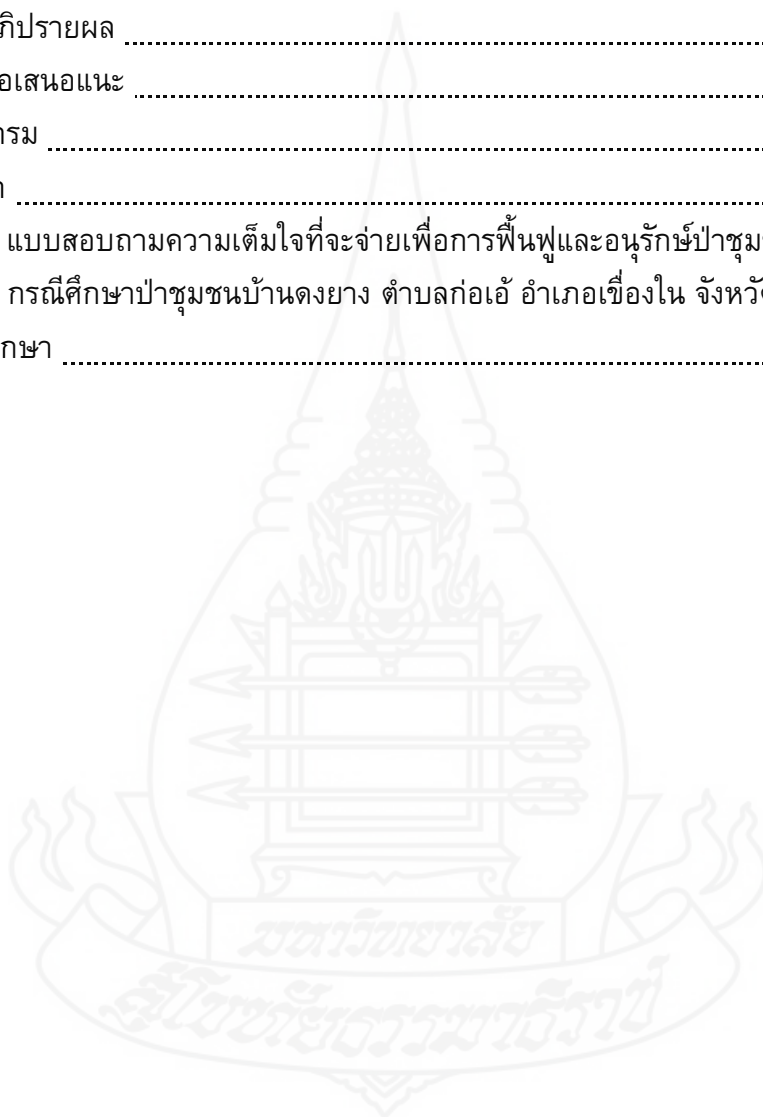 ภิปรายผล
อเสนอแนะ
ารม
า
แบบสอบถามความเต็มใจที่จะจ่ายเพื่อการฟื้นฟูและอนุรักษ์ป่าชุม
กรณีศึกษาป่าชุมชนบ้านดงยาง ตำบลก่อเอ้ อำเภอเขื่องใน จังหวั
กษา
มหาวิทยาลัย
สุโขทัยธรรมาธิราช